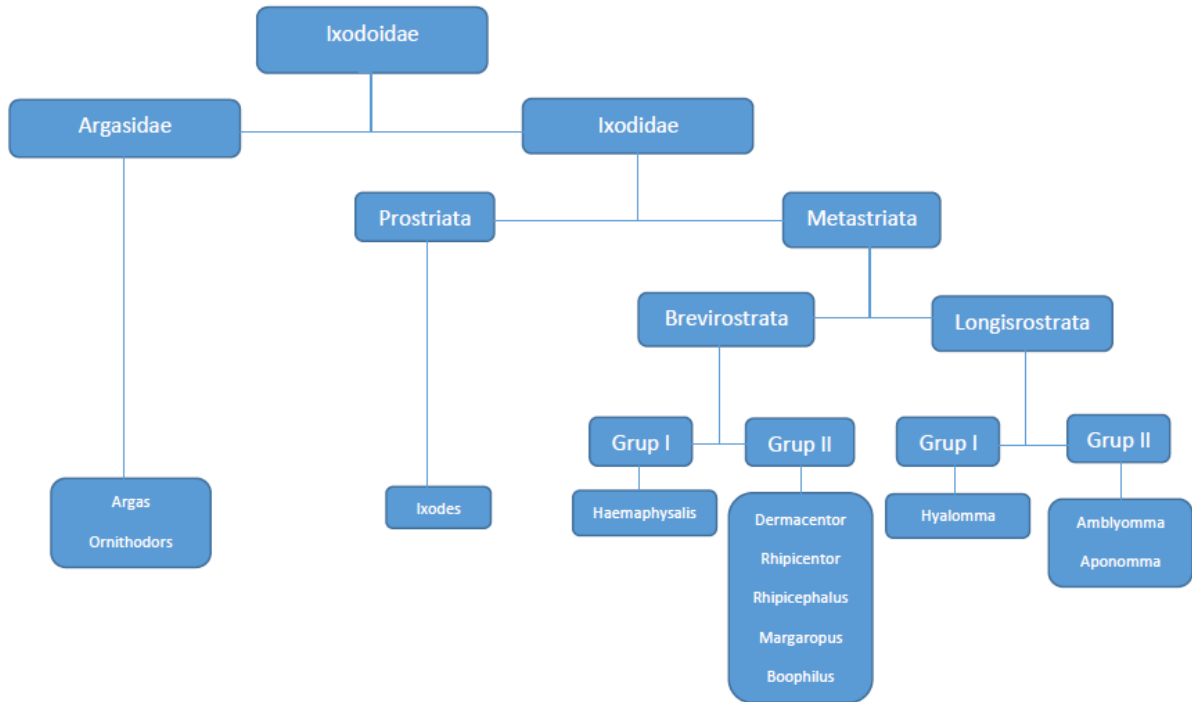 Ixodoidae
Argasidae
Ixodidae
Prostriata
Metastriata
Brevirostrata
Longisrostrata
Grup I
Grup II
Grup I
Grup II
Argas
Ornithodors
Ixodes
Haemaphysalis
Dermacentor
Rhipicentor
Rhipicephalus
Margaropus
Boophilus
Hyalomma
Amblyomma
Aponomma